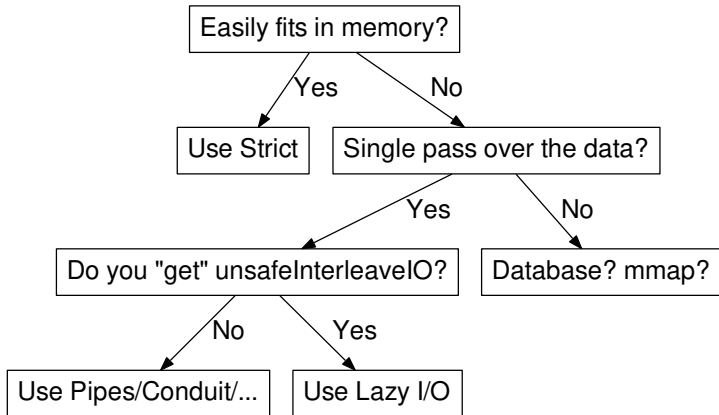 Easily fits in memory?
Yes
No
Use Strict
Single pass over the data?
Yes
No
Do you "get" unsafeInterleaveIO?
Database? mmap?
No
Yes
Use Pipes/Conduit/...
Use Lazy I/O